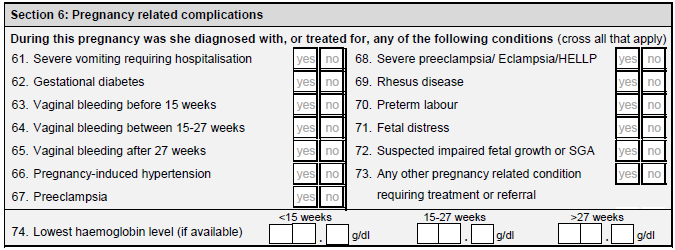 Section 6: Pregnancy related complications
During this pregnancy was she diagnosed with, or treated for, any of the following conditions (cross all that apply)
61. Severe vomiting requiring hospitalisation yes no
62. Gestational diabetes yes no
63. Vaginal bleeding before 15 weeks yes no
64. Vaginal bleeding between 15-27 weeks yes no
65. Vaginal bleeding after 27 weeks yes no
66. Pregnancy-induced hypertension yes no
67. Preeclampsia yes no
68. Severe preeclampsia/ Eclampsia/HELLP yes no
69. Rhesus disease yes no
70. Preterm labour yes no
71. Fetal distress yes no
72. Suspected impaired fetal growth or SGA yes no
73. Any other pregnancy related condition yes no
requiring treatment or referral
<15 weeks 15-27 weeks >27 weeks
74. Lowest haemoglobin level (if available) . g/dl . g/dl . g/dl